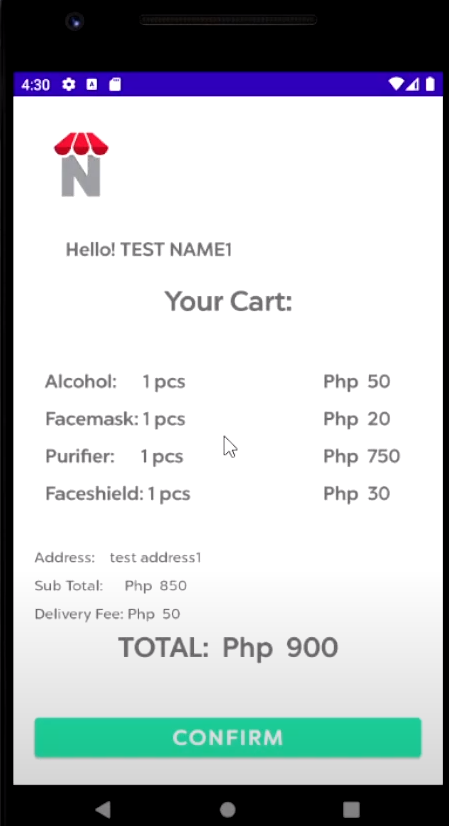 4:30
N
Hello! TEST NAME1
Your Cart:
Alcohol: 1 pcs Php 50
Facemask: 1 pcs Php 20
Purifier: 1 pcs Php 750
Faceshield: 1 pcs Php 30
Address: test address1
Sub Total: Php 850
Delivery Fee: Php 50
TOTAL: Php 900
CONFIRM